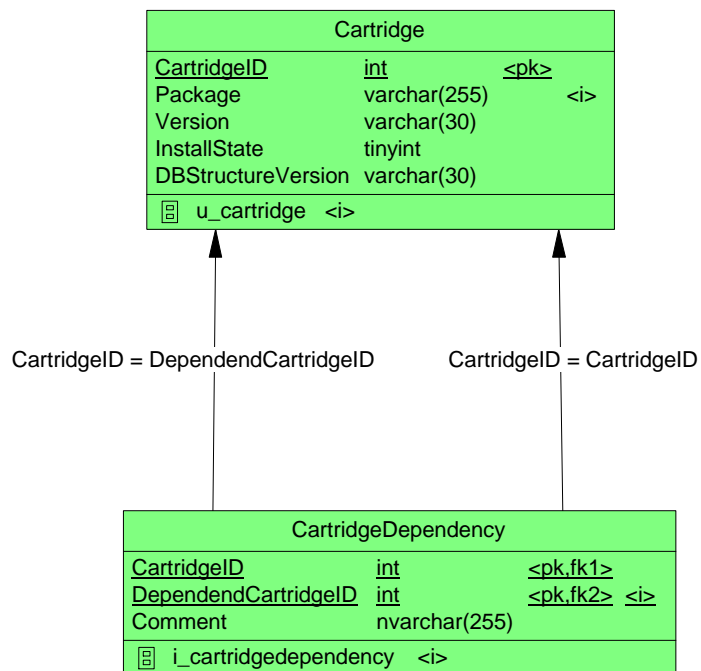 Cartridge
CartridgeID int <pk>
Package varchar(255) <i>
Version varchar(30)
InstallState tinyint
DBStructureVersion varchar(30)
u_cartridge <i>
CartridgeID = DependendCartridgeID CartridgeID = CartridgeID
CartridgeDependency
CartridgeID int <pk,fk1>
DependendCartridgeID int <pk,fk2> <i>
Comment nvarchar(255)
i_cartridgedependency <i>